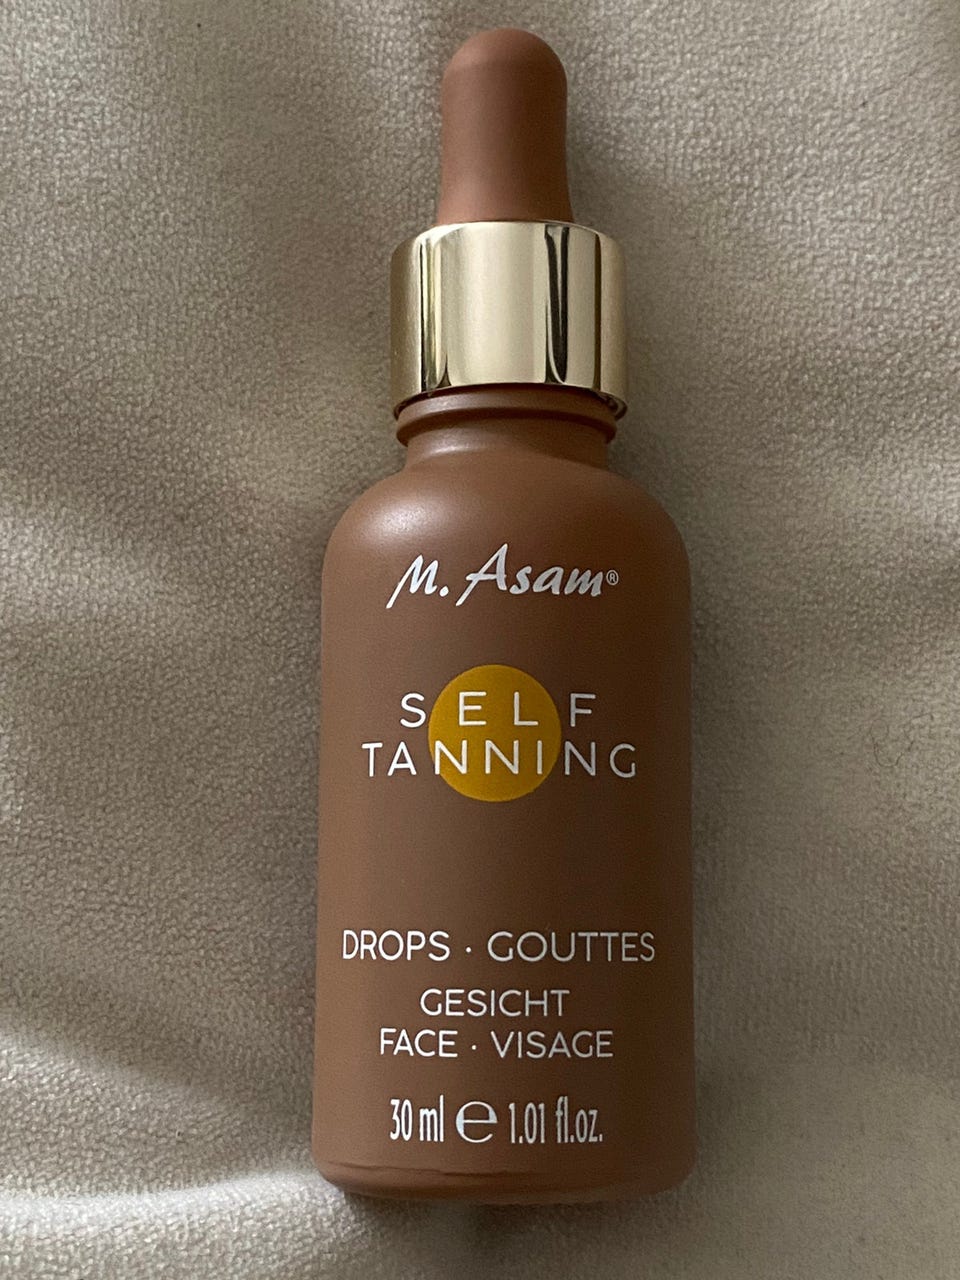 M. Asam®
SELF
TANNING
DROPS · GOUTTES
GESICHT
FACE · VISAGE
30 ml ℮ 1.01 fl.oz.